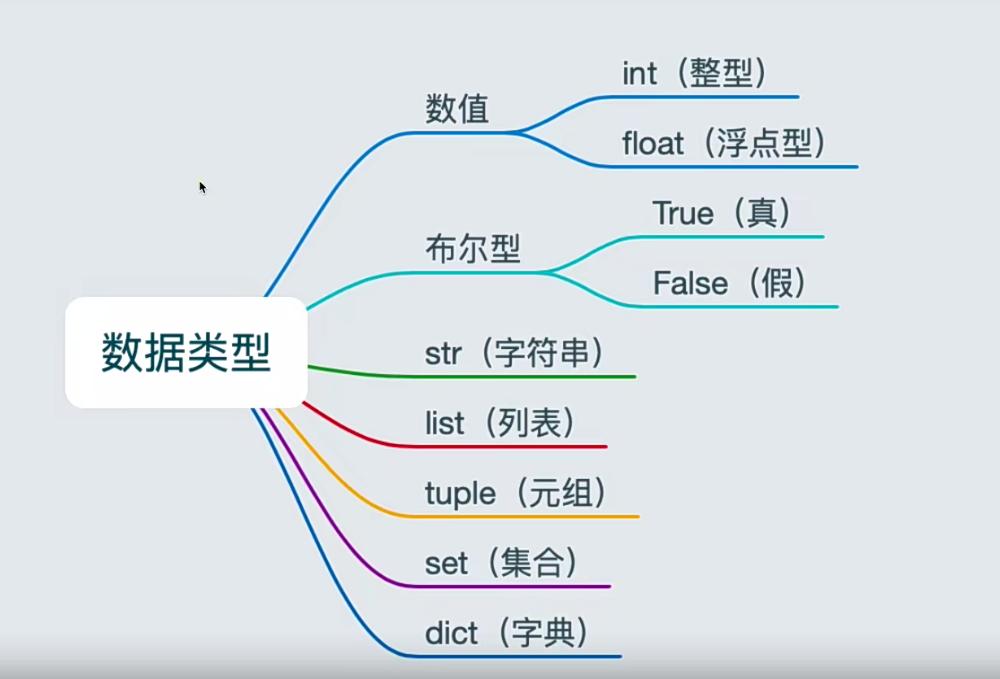 数据类型
数值
int（整型）
float（浮点型）
布尔型
True（真）
False（假）
str（字符串）
list（列表）
tuple（元组）
set（集合）
dict（字典）